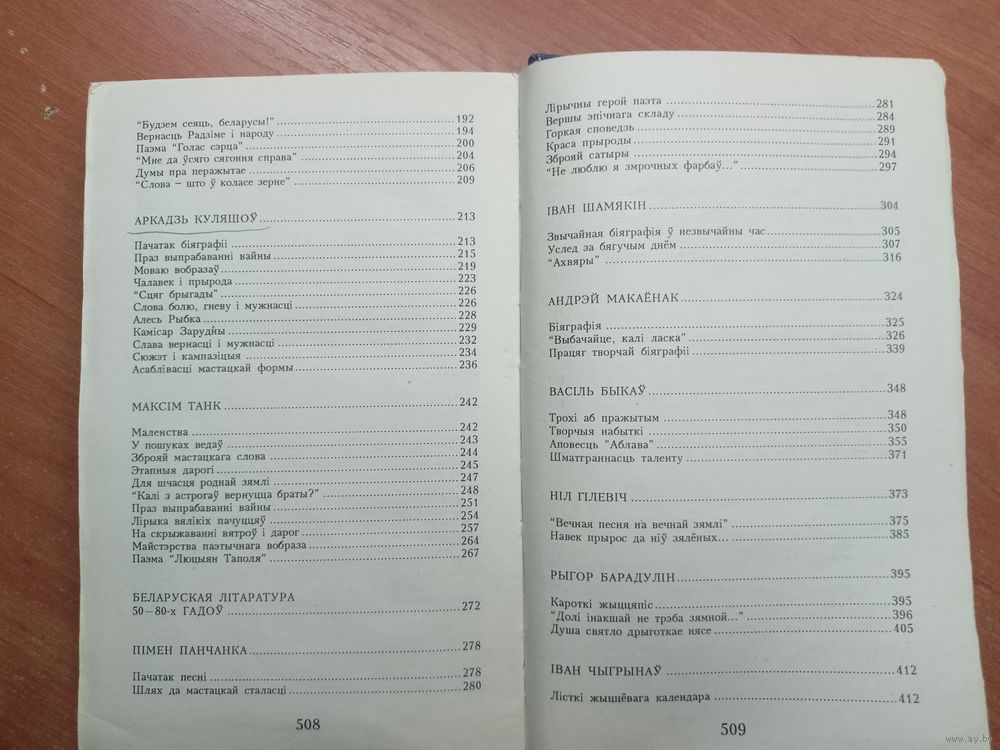 “Будзем сеяць, беларусы!” 192
Вернасць Радзіме і народу 194
Паэма “Голас сэрца” 200
“Мне да ўсяго сягоння справа” 204
Думы пра перажытае 206
“Слова – што ў коласе зерне” 209
АРКАДЗЬ КУЛЯШОЎ 213
Пачатак біяграфіі 213
Праз выпрабаванні вайны 215
Моваю вобразаў 219
Чалавек і прырода 223
“Сцяг брыгады” 226
Слова болю, гневу і мужнасці 226
Алесь Рыбка 228
Камісар Зарудны 229
Слава вернасці і мужнасці 232
Сюжэт і кампазіцыя 234
Асаблівасці мастацкай формы 236
МАКСІМ ТАНК 242
Маленства 242
У пошуках ведаў 243
Зброяй мастацкага слова 244
Этапныя дарогі 245
Для шчасця роднай зямлі 247
“Калі з астрогаў вернуцца браты?” 248
Праз выпрабаванні вайны 251
Лірыка вялікіх пачуццяў 254
На скрыжаванні вятроў і дарог 257
Майстэрства паэтычнага вобраза 264
Паэма “Люцыян Таполя” 267
БЕЛАРУСКАЯ ЛІТАРАТУРА
50–80-х ГАДОЎ 272
ПІМЕН ПАНЧАНКА 278
Пачатак песні 278
Шлях да мастацкай сталасці 280
508
Лірычны герой паэта 281
Вершы эпічнага складу 284
Горкая споведзь 289
Краса прыроды 291
Зброяй сатыры 294
“Не люблю я змрочных фарбаў...” 297
ІВАН ШАМЯКІН 304
Звычайная біяграфія ў незвычайны час 305
Услед за бягучым днём 307
“Ахвяры” 316
АНДРЭЙ МАКАЁНАК 324
Біяграфія 325
“Выбачайце, калі ласка” 326
Працяг творчай біяграфіі 339
ВАСІЛЬ БЫКАЎ 348
Трохі аб пражытым 348
Творчыя набыткі 350
Аповесць "Аблава" 355
Шматграннасць таленту 371
НІЛ ГІЛЕВІЧ 373
“Вечная песня на вечнай зямлі” 375
Навек прырос да ніў зялёных... 385
РЫГОР БАРАДУЛІН 395
Кароткі жыццяпіс 395
“Долі інакшай не трэба зямной...” 396
Душа святло дрыготкае нясе 405
ІВАН ЧЫГРЫНАЎ 412
Лісткі жыццёвага календара 412
509
www.ay.by